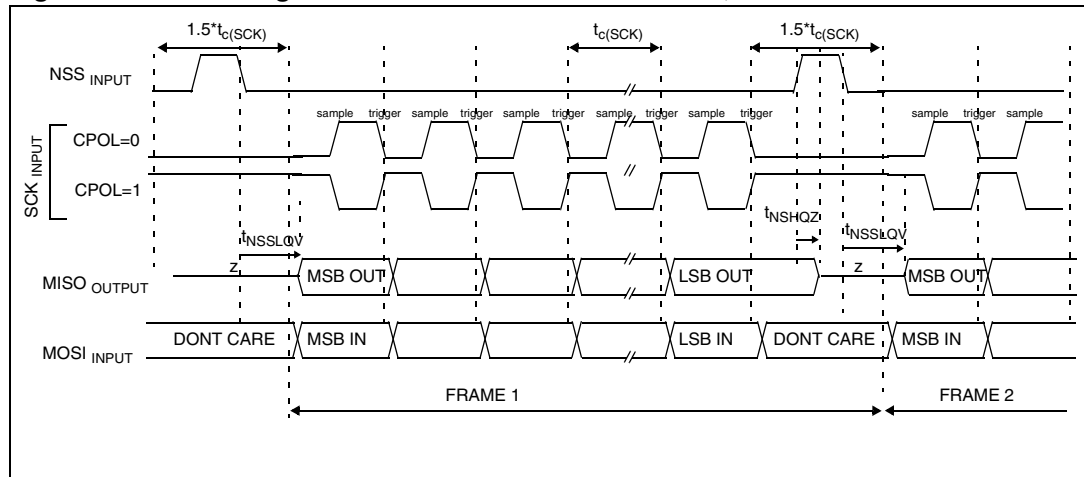 1.5*tc(SCK) tc(SCK) 1.5*tc(SCK)
NSS INPUT
sample trigger sample trigger sample trigger sample trigger sample trigger sample trigger sample
SCK INPUT
CPOL=0
CPOL=1
tNSHQZ
tNSSLQV tNSSLQV
MISO OUTPUT z MSB OUT LSB OUT z MSB OUT
MOSI INPUT DONT CARE MSB IN LSB IN DONT CARE MSB IN
FRAME 1 FRAME 2